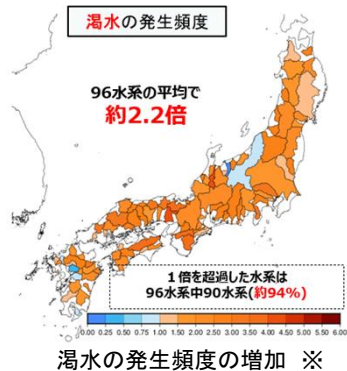 渇水の発生頻度
96水系の平均で
約2.2倍
1倍を超過した水系は
96水系中90水系(約94%)
0.00 0.25 0.50 0.75 1.00 1.50 2.00 2.50 3.00 3.50 4.00 4.50 5.00 5.50 6.00
渇水の発生頻度の増加 ※